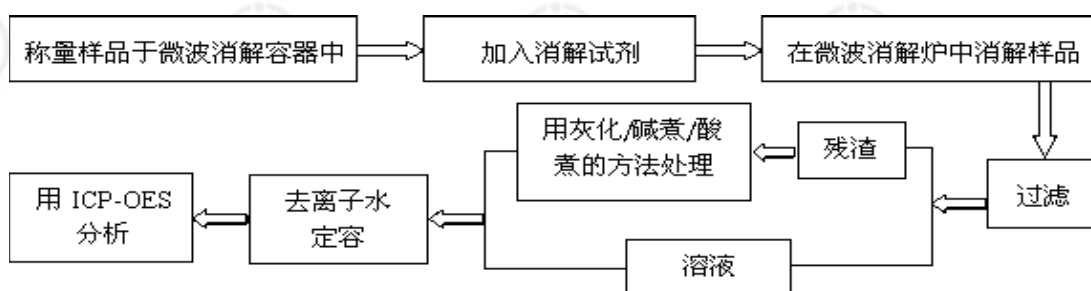 称量样品于微波消解容器中
加入消解试剂
在微波消解炉中消解样品
过滤
残渣
用灰化/碱煮/酸
煮的方法处理
溶液
去离子水
定容
用 ICP-OES
分析